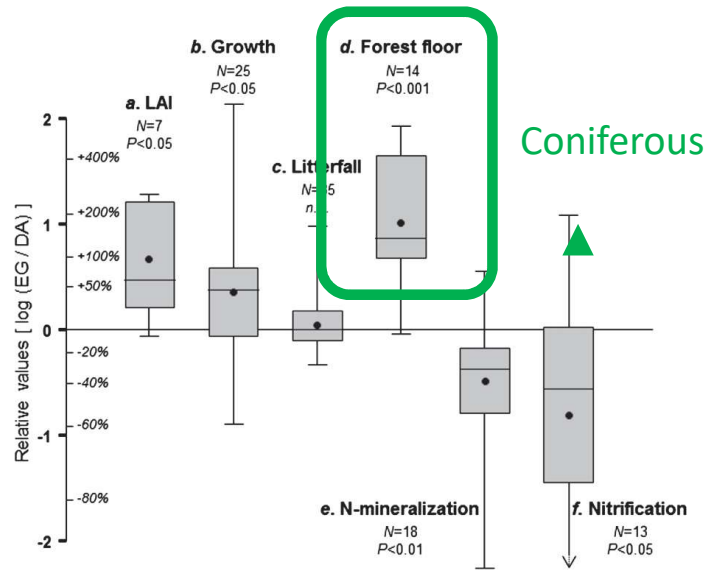 b. Growth
N=25
P<0.05
d. Forest floor
N=14
P<0.001
a. LAI
N=7
P<0.05
Coniferous
c. Litterfall
2
+400%
+200%
1
+100%
+50%
0
-20%
-40%
-60%
-1
-80%
-2
Relative values [ log (EG / DA) ]
e. N-mineralization
N=18
P<0.01
f. Nitrification
N=13
P<0.05